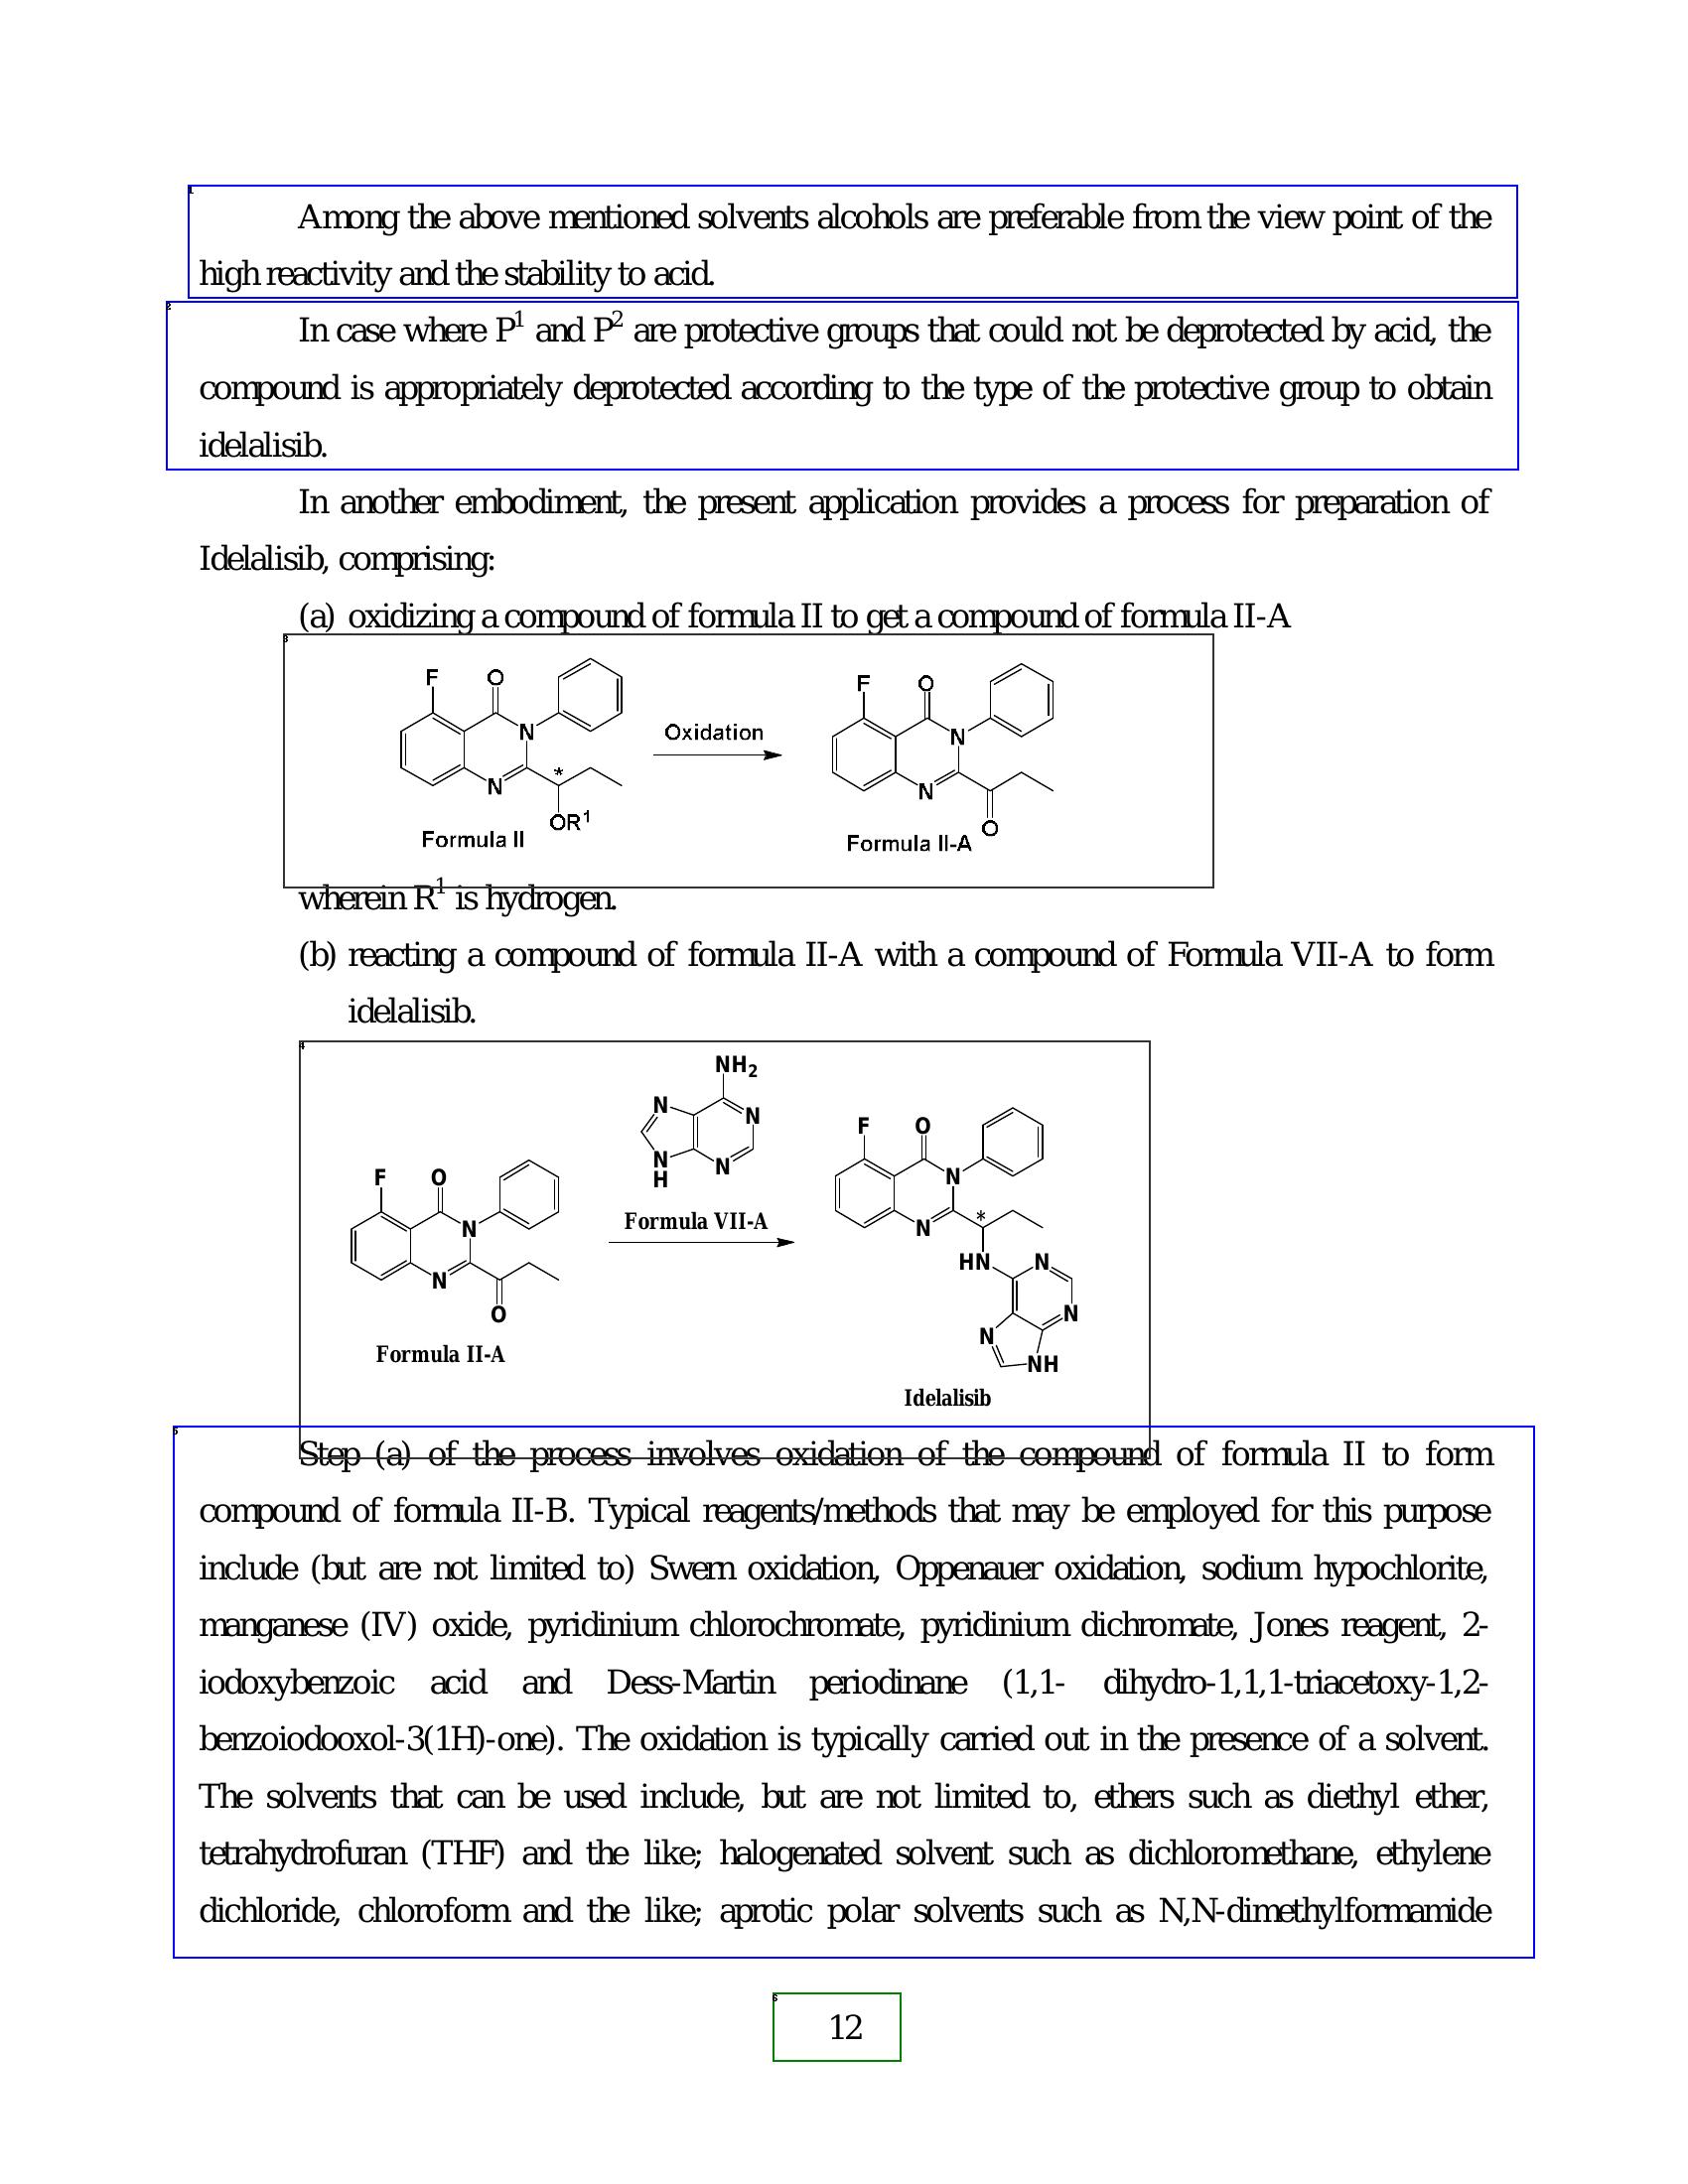 Among the above mentioned solvents alcohols are preferable from the view point of the
high reactivity and the stability to acid.
In case where P¹ and P² are protective groups that could not be deprotected by acid, the
compound is appropriately deprotected according to the type of the protective group to obtain
idelalisib.
In another embodiment, the present application provides a process for preparation of
Idelalisib, comprising:
(a) oxidizing a compound of formula II to get a compound of formula II-A
F O N N * OR¹
Formula II
Oxidation
F O N N O
Formula II-A
wherein R¹ is hydrogen.
(b) reacting a compound of formula II-A with a compound of Formula VII-A to form
idelalisib.
F O N N O
Formula II-A
NH₂ N N N N H
Formula VII-A
F O N N * HN N N N NH
Idelalisib
Step (a) of the process involves oxidation of the compound of formula II to form
compound of formula II-B. Typical reagents/methods that may be employed for this purpose
include (but are not limited to) Swern oxidation, Oppenauer oxidation, sodium hypochlorite,
manganese (IV) oxide, pyridinium chlorochromate, pyridinium dichromate, Jones reagent, 2-
iodoxybenzoic acid and Dess-Martin periodinane (1,1- dihydro-1,1,1-triacetoxy-1,2-
benzoiodooxol-3(1H)-one). The oxidation is typically carried out in the presence of a solvent.
The solvents that can be used include, but are not limited to, ethers such as diethyl ether,
tetrahydrofuran (THF) and the like; halogenated solvent such as dichloromethane, ethylene
dichloride, chloroform and the like; aprotic polar solvents such as N,N-dimethylformamide
12